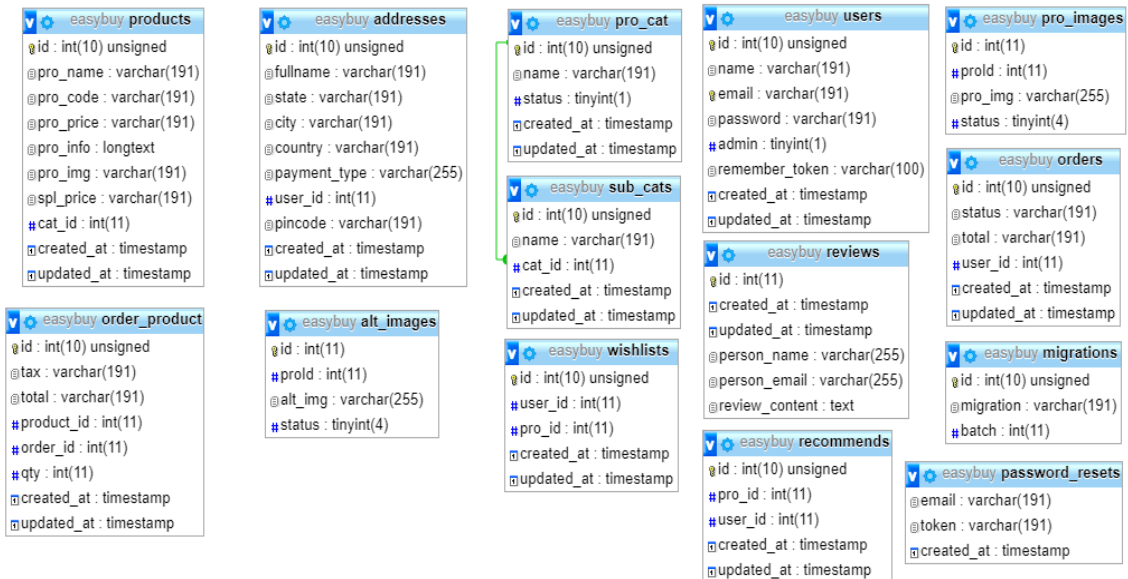 easybuy products
id : int(10) unsigned
pro_name : varchar(191)
pro_code : varchar(191)
pro_price : varchar(191)
pro_info : longtext
pro_img : varchar(191)
spl_price : varchar(191)
cat_id : int(11)
created_at : timestamp
updated_at : timestamp
easybuy addresses
id : int(10) unsigned
fullname : varchar(191)
state : varchar(191)
city : varchar(191)
country : varchar(191)
payment_type : varchar(255)
user_id : int(11)
pincode : varchar(191)
created_at : timestamp
updated_at : timestamp
easybuy pro_cat
id : int(10) unsigned
name : varchar(191)
status : tinyint(1)
created_at : timestamp
updated_at : timestamp
easybuy users
id : int(10) unsigned
name : varchar(191)
email : varchar(191)
password : varchar(191)
admin : tinyint(1)
remember_token : varchar(100)
created_at : timestamp
updated_at : timestamp
easybuy pro_images
id : int(11)
proId : int(11)
pro_img : varchar(255)
status : tinyint(4)
easybuy sub_cats
id : int(10) unsigned
name : varchar(191)
cat_id : int(11)
created_at : timestamp
updated_at : timestamp
easybuy orders
id : int(10) unsigned
status : varchar(191)
total : varchar(191)
user_id : int(11)
created_at : timestamp
updated_at : timestamp
easybuy reviews
id : int(11)
created_at : timestamp
updated_at : timestamp
person_name : varchar(255)
person_email : varchar(255)
review_content : text
easybuy order_product
id : int(10) unsigned
tax : varchar(191)
total : varchar(191)
product_id : int(11)
order_id : int(11)
qty : int(11)
created_at : timestamp
updated_at : timestamp
easybuy alt_images
id : int(11)
proId : int(11)
alt_img : varchar(255)
status : tinyint(4)
easybuy wishlists
id : int(10) unsigned
user_id : int(11)
pro_id : int(11)
created_at : timestamp
updated_at : timestamp
easybuy migrations
id : int(10) unsigned
migration : varchar(191)
batch : int(11)
easybuy recommends
id : int(10) unsigned
pro_id : int(11)
user_id : int(11)
created_at : timestamp
updated_at : timestamp
easybuy password_resets
email : varchar(191)
token : varchar(191)
created_at : timestamp